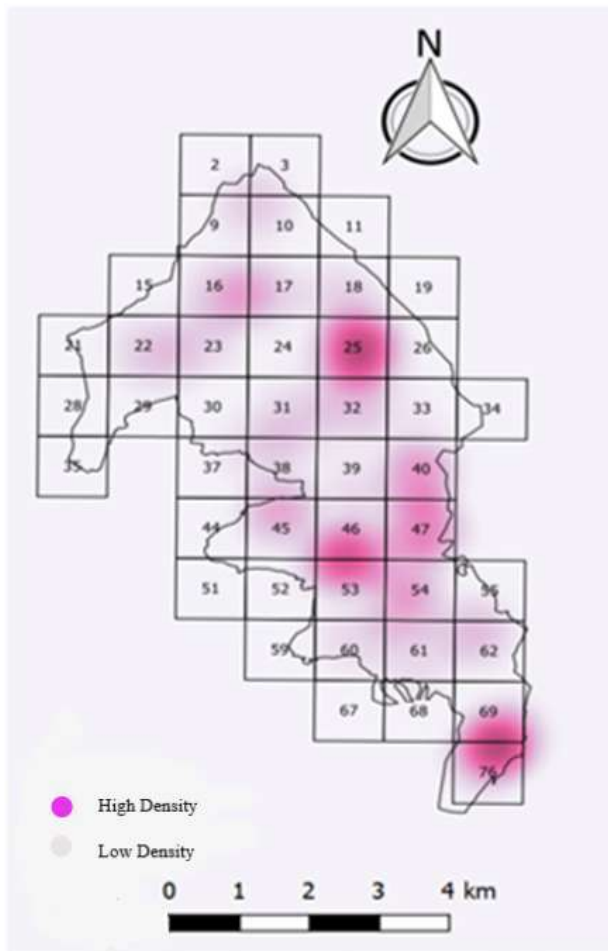 N
2 3
9 10 11
15 16 17 18 19
21 22 23 24 25 26
28 29 30 31 32 33 34
35 37 38 39 40
44 45 46 47
51 52 53 54 55
59 60 61 62
67 68 69
76
High Density
Low Density
0 1 2 3 4 km